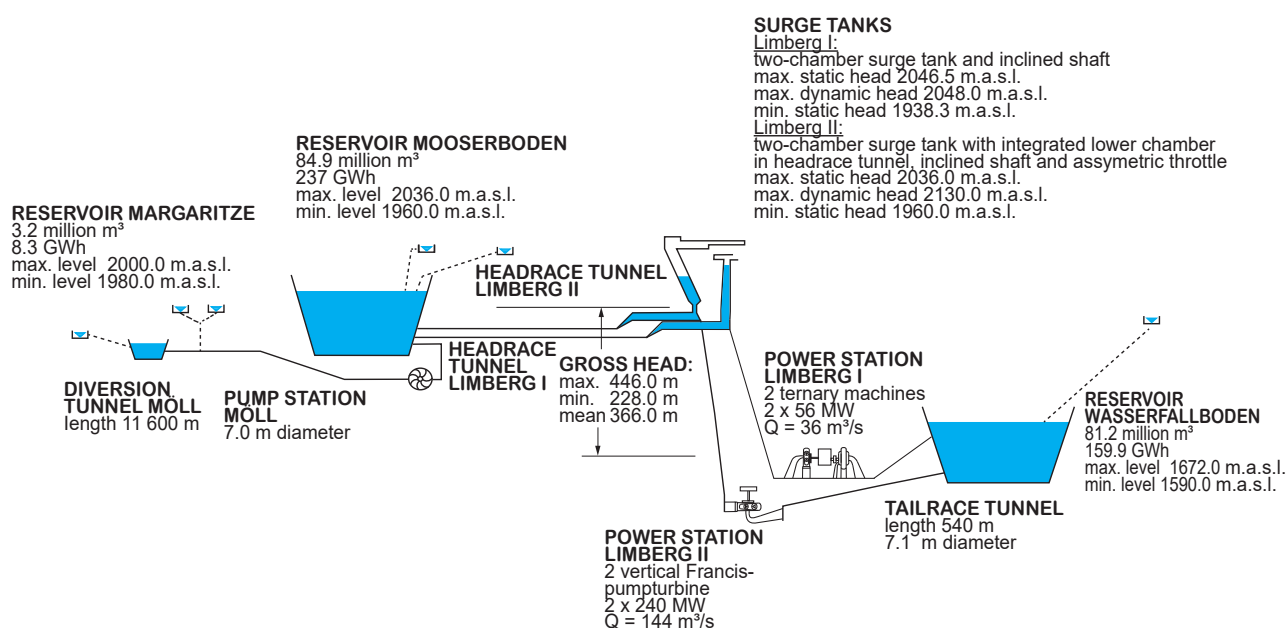 SURGE TANKS
Limberg I:
two-chamber surge tank and inclined shaft
max. static head 2046.5 m.a.s.l.
max. dynamic head 2048.0 m.a.s.l.
min. static head 1938.3 m.a.s.l.
Limberg II:
two-chamber surge tank with integrated lower chamber
in headrace tunnel, inclined shaft and assymetric throttle
max. static head 2036.0 m.a.s.l.
max. dynamic head 2130.0 m.a.s.l.
min. static head 1960.0 m.a.s.l.
RESERVOIR MOOSERBODEN
84.9 million m³
237 GWh
max. level 2036.0 m.a.s.l.
min. level 1960.0 m.a.s.l.
RESERVOIR MARGARITZE
3.2 million m³
8.3 GWh
max. level 2000.0 m.a.s.l.
min. level 1980.0 m.a.s.l.
HEADRACE TUNNEL
LIMBERG II
HEADRACE
TUNNEL
LIMBERG I
GROSS HEAD:
max. 446.0 m
min. 228.0 m
mean 366.0 m
DIVERSION
TUNNEL MÖLL
length 11 600 m
PUMP STATION
MÖLL
7.0 m diameter
POWER STATION
LIMBERG I
2 ternary machines
2 x 56 MW
Q = 36 m³/s
RESERVOIR
WASSERFALLBODEN
81.2 million m³
159.9 GWh
max. level 1672.0 m.a.s.l.
min. level 1590.0 m.a.s.l.
TAILRACE TUNNEL
length 540 m
7.1 m diameter
POWER STATION
LIMBERG II
2 vertical Francis-
pumpturbine
2 x 240 MW
Q = 144 m³/s